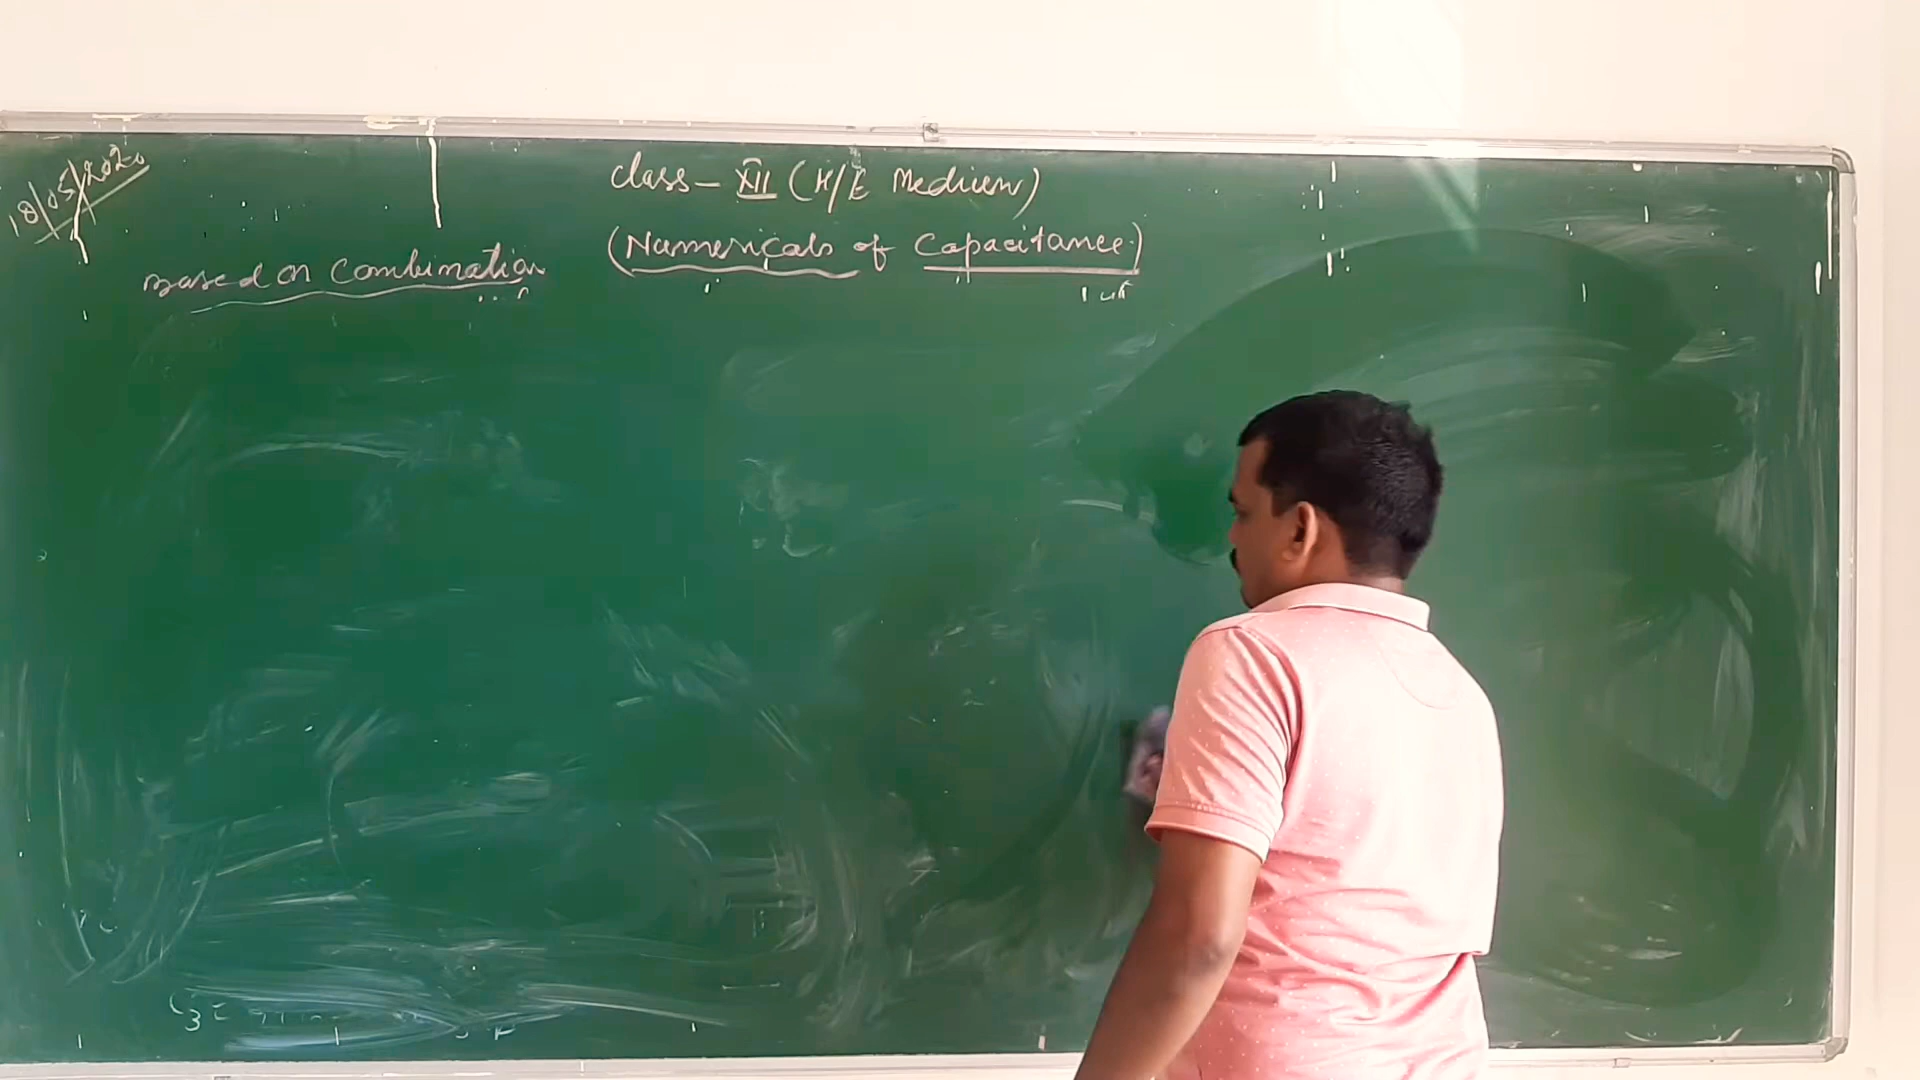 18/05/2020
Class - XII (H/E Medium)
(Numericals of Capacitance)
Based on Combination